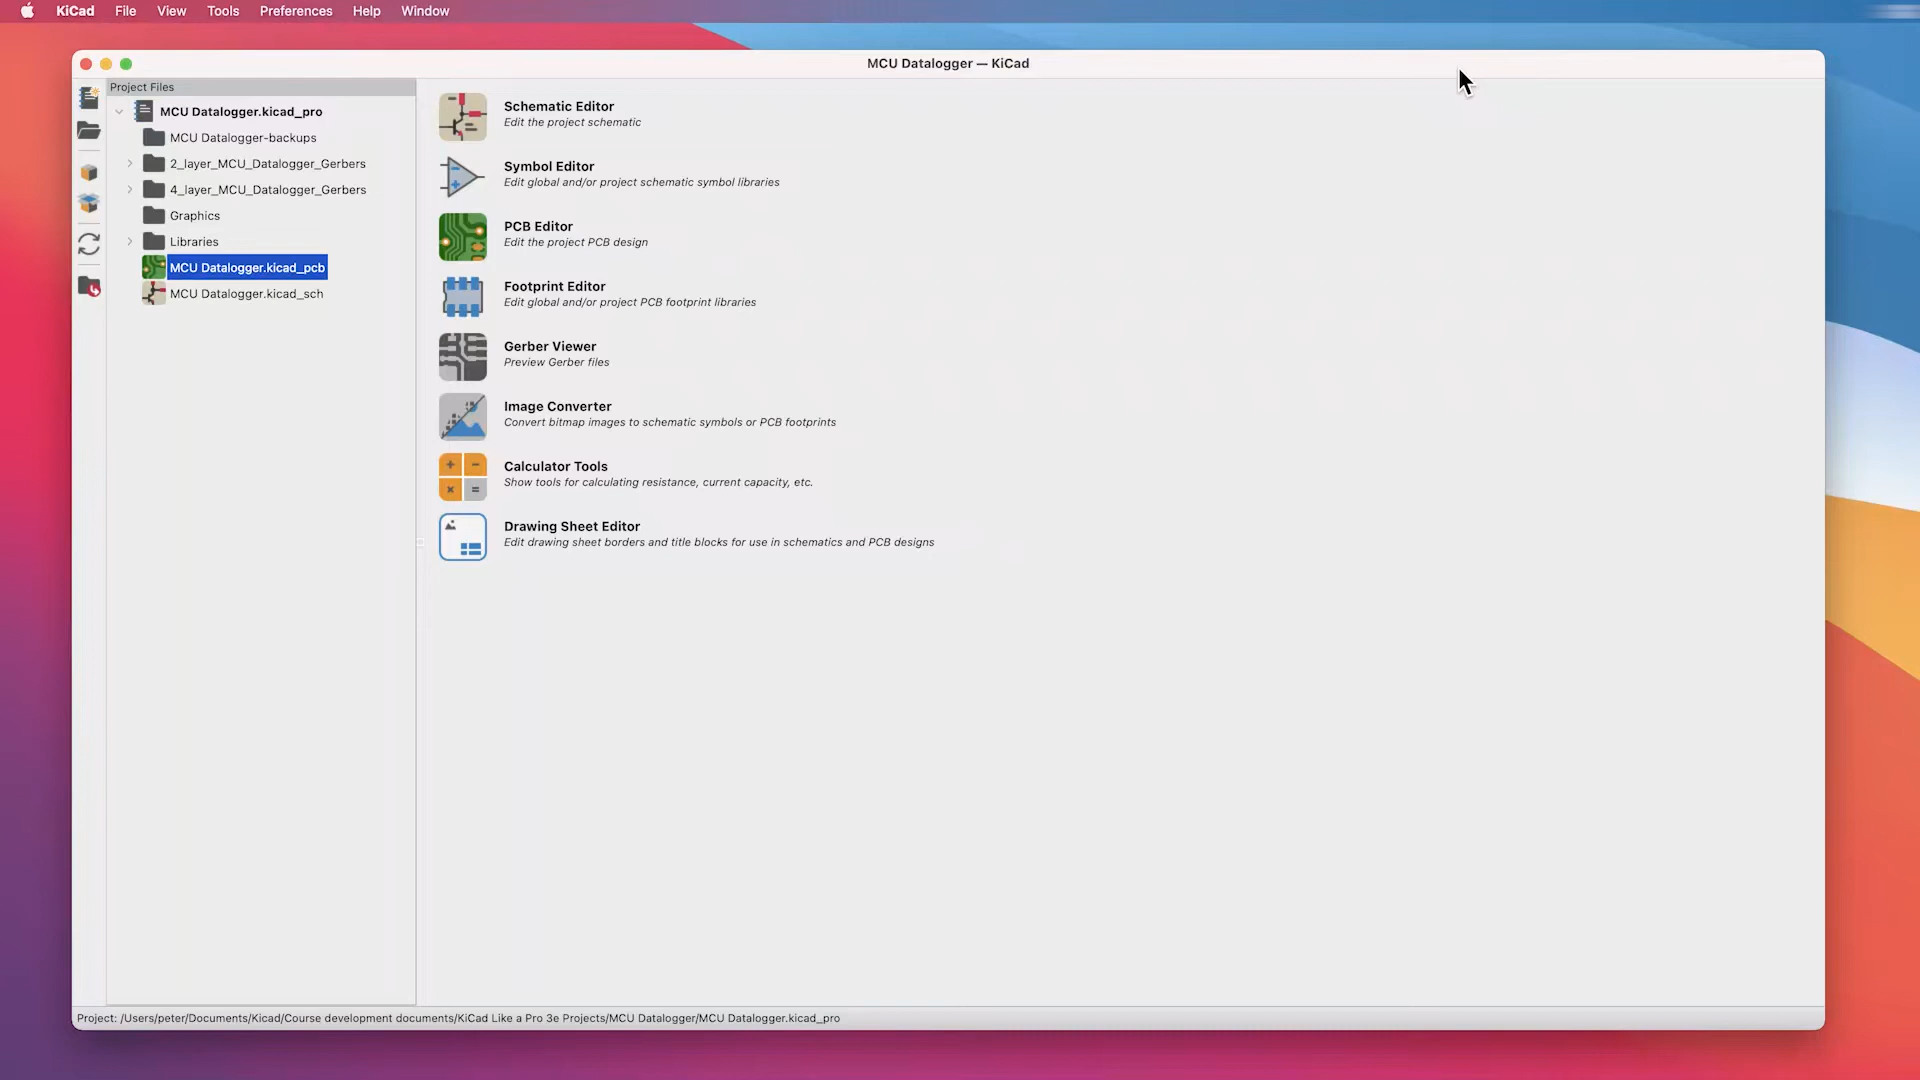 KiCad File View Tools Preferences Help Window
MCU Datalogger — KiCad
Project Files
MCU Datalogger.kicad_pro
MCU Datalogger-backups
2_layer_MCU_Datalogger_Gerbers
4_layer_MCU_Datalogger_Gerbers
Graphics
Libraries
MCU Datalogger.kicad_pcb
MCU Datalogger.kicad_sch
Schematic Editor
Edit the project schematic
Symbol Editor
Edit global and/or project schematic symbol libraries
PCB Editor
Edit the project PCB design
Footprint Editor
Edit global and/or project PCB footprint libraries
Gerber Viewer
Preview Gerber files
Image Converter
Convert bitmap images to schematic symbols or PCB footprints
Calculator Tools
Show tools for calculating resistance, current capacity, etc.
Drawing Sheet Editor
Edit drawing sheet borders and title blocks for use in schematics and PCB designs
Project: /Users/peter/Documents/Kicad/Course development documents/KiCad Like a Pro 3e Projects/MCU Datalogger/MCU Datalogger.kicad_pro